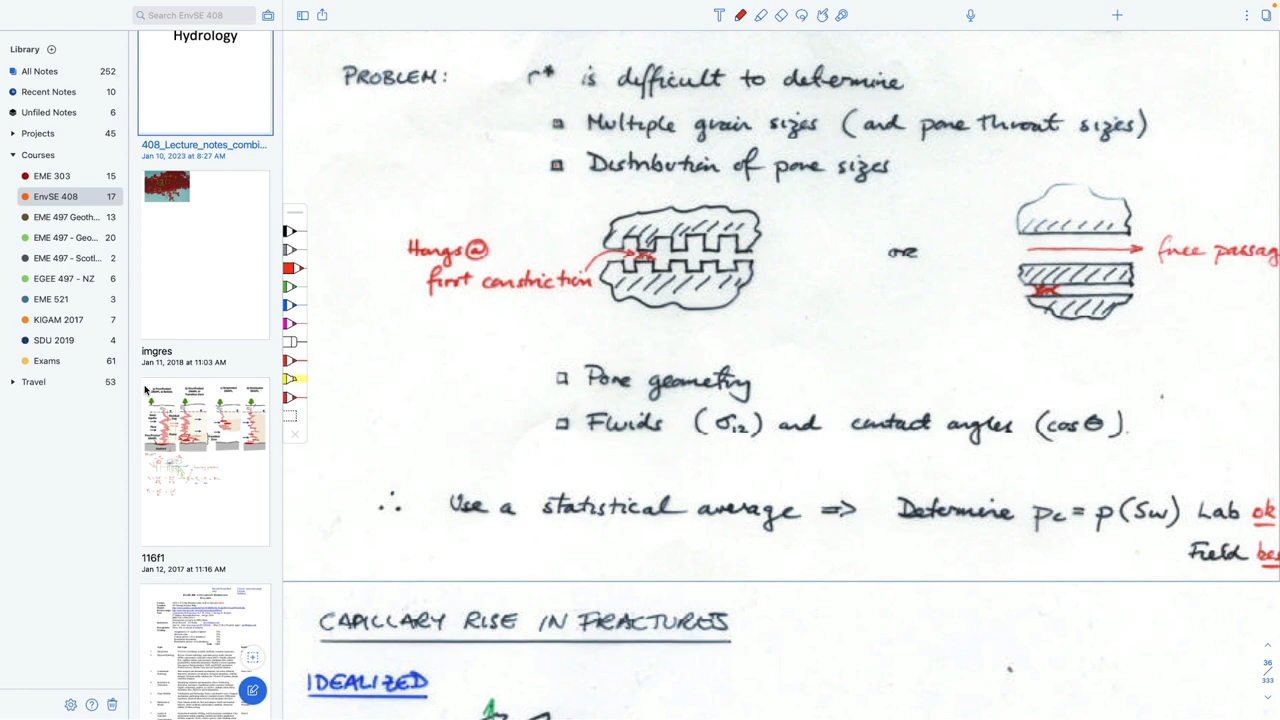 Search EnvSE 408
Library
All Notes 252
Recent Notes 10
Unfiled Notes 6
Projects 45
Courses
EME 303 15
EnvSE 408 17
EME 497 Geoth... 13
EME 497 - Geo... 20
EME 497 - Scotl... 2
EGEE 497 - NZ 6
EME 521 3
KIGAM 2017 7
SDU 2019 4
Exams 61
Travel 53
Hydrology
408_Lecture_notes_combi...
Jan 10, 2023 at 8:27 AM
imgres
Jan 11, 2018 at 11:03 AM
116f1
Jan 12, 2017 at 11:16 AM
PROBLEM: r* is difficult to determine
Multiple grain sizes (and pore throat sizes)
Distribution of pore sizes
Hangs @
first constriction
OR
free passag
Pore geometry
Fluids (σ12) and contact angles (cosθ).
∴ Use a statistical average => Determine pc = p(Sw) Lab ok
Field bes
CAPILLARY RISE IN FRACTURES
IDEALIZED
36
/
333